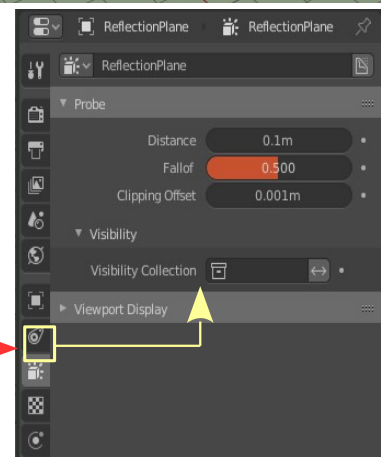 ReflectionPlane ReflectionPlane
ReflectionPlane
Probe
Distance 0.1m
Fallof 0.500
Clipping Offset 0.001m
Visibility
Visibility Collection
Viewport Display